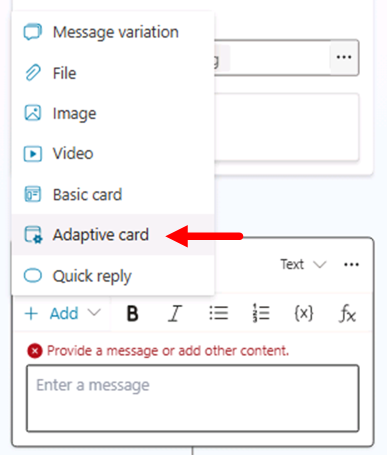 Message variation
File
Image
Video
Basic card
Adaptive card
Quick reply
Text
Add
B
I
{x}
fx
Provide a message or add other content.
Enter a message